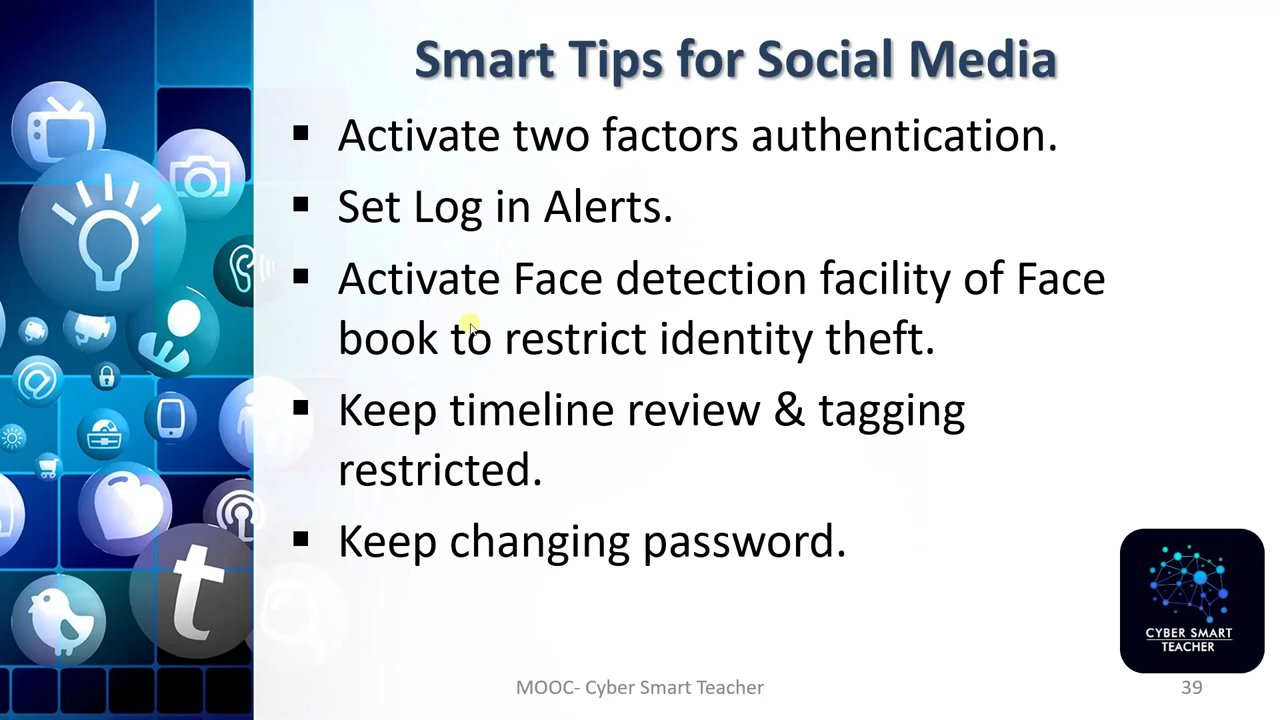 Smart Tips for Social Media
▪ Activate two factors authentication.
▪ Set Log in Alerts.
▪ Activate Face detection facility of Face
book to restrict identity theft.
▪ Keep timeline review & tagging
restricted.
▪ Keep changing password.
CYBER SMART
TEACHER
MOOC- Cyber Smart Teacher
39